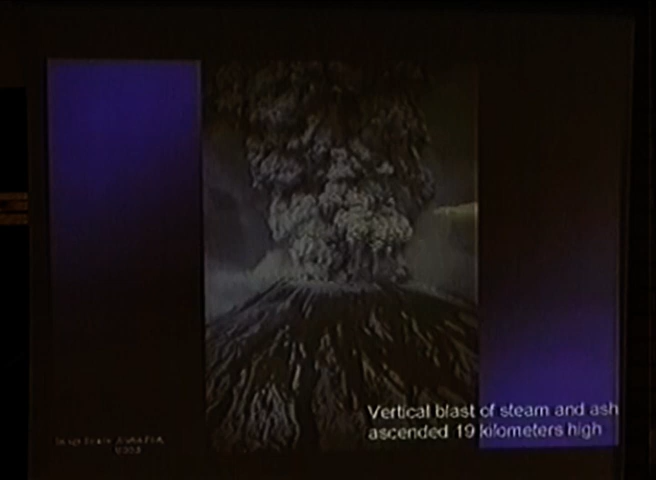 Vertical blast of steam and ash
ascended 19 kilometers high